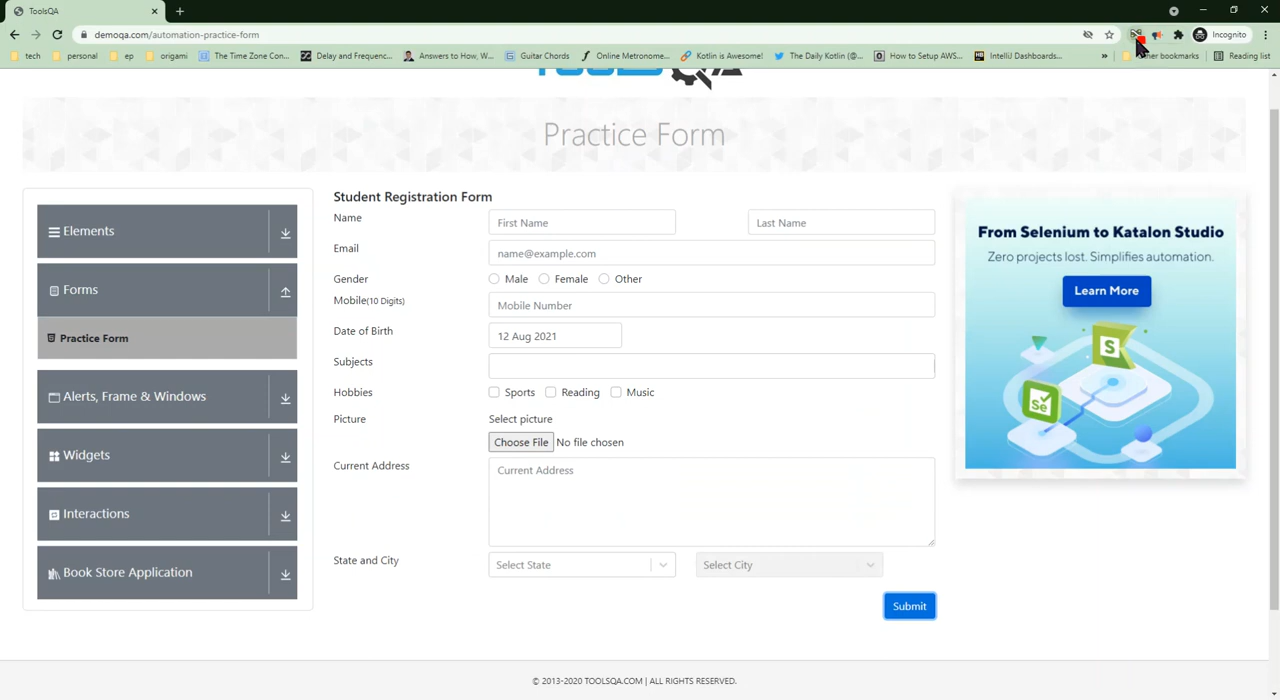 ToolsQA
demoqa.com/automation-practice-form
Incognito
tech
personal
ep
origami
The Time Zone Con...
Delay and Frequenc...
Answers to How, W...
Guitar Chords
Online Metronome...
Kotlin is Awesome!
The Daily Kotlin (@...
How to Setup AWS...
IntelliJ Dashboards...
bookmarks
Reading list
Practice Form
Elements
Forms
Practice Form
Alerts, Frame & Windows
Widgets
Interactions
Book Store Application
Student Registration Form
Name
First Name
Last Name
Email
name@example.com
Gender
Male
Female
Other
Mobile(10 Digits)
Mobile Number
Date of Birth
12 Aug 2021
Subjects
Hobbies
Sports
Reading
Music
Picture
Select picture
Choose File No file chosen
Current Address
Current Address
State and City
Select State
Select City
Submit
From Selenium to Katalon Studio
Zero projects lost. Simplifies automation.
Learn More
S
Se
© 2013-2020 TOOLSQA.COM | ALL RIGHTS RESERVED.